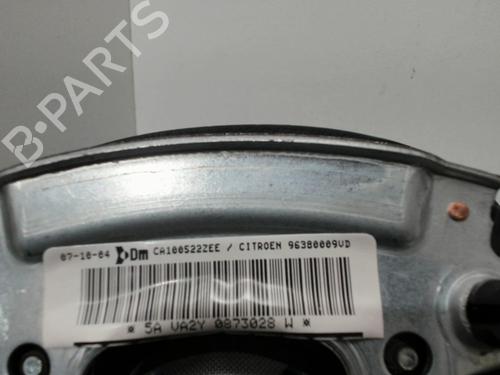 B-PARTS
07-10-04 Dm CA100522ZEE / CITROEN 96380009VD
* 5A VA2Y 0873028 W *